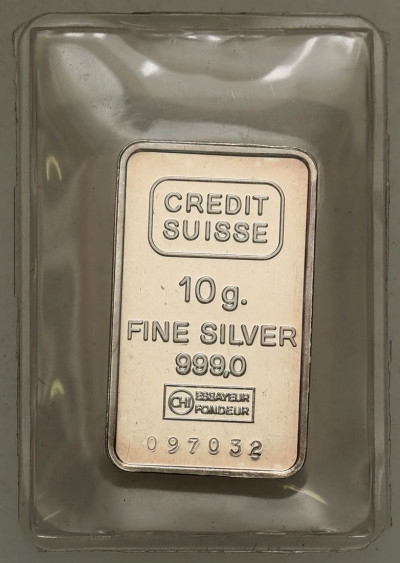 CREDIT
SUISSE
10g.
FINE SILVER
999,0
CHI ESSAYEUR
FONDEUR
097032